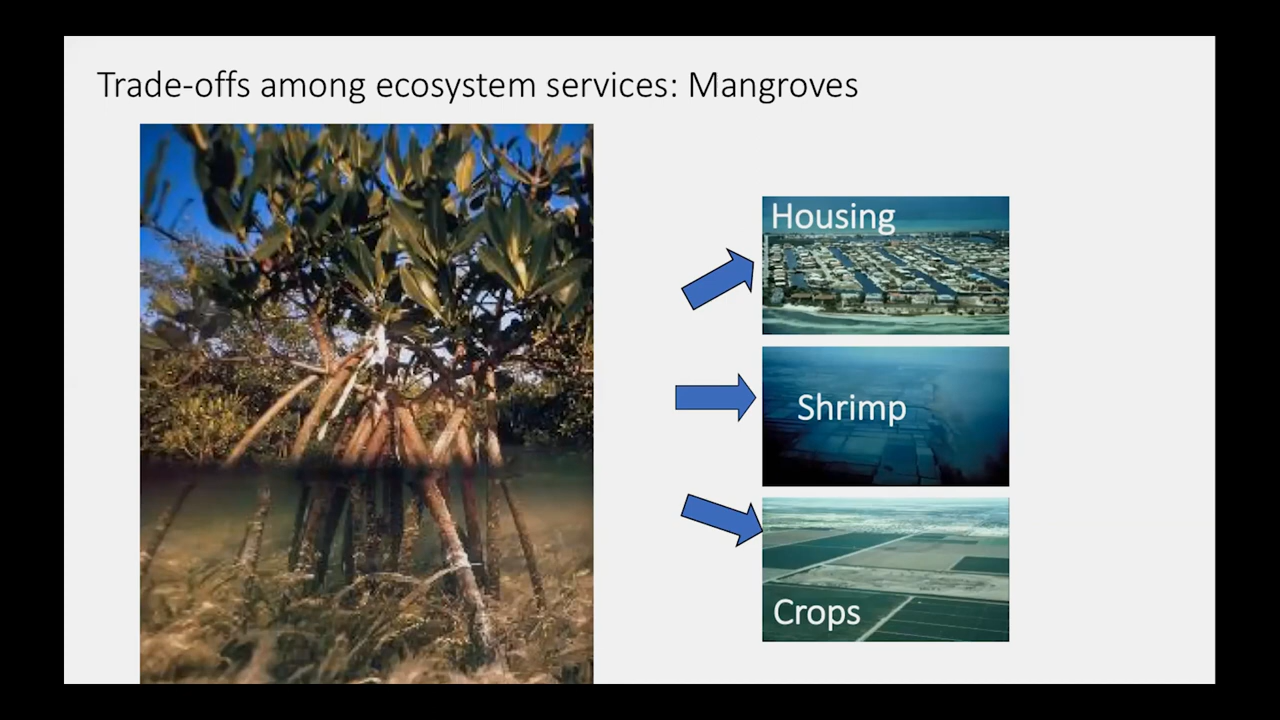 Trade-offs among ecosystem services: Mangroves
Housing
Shrimp
Crops